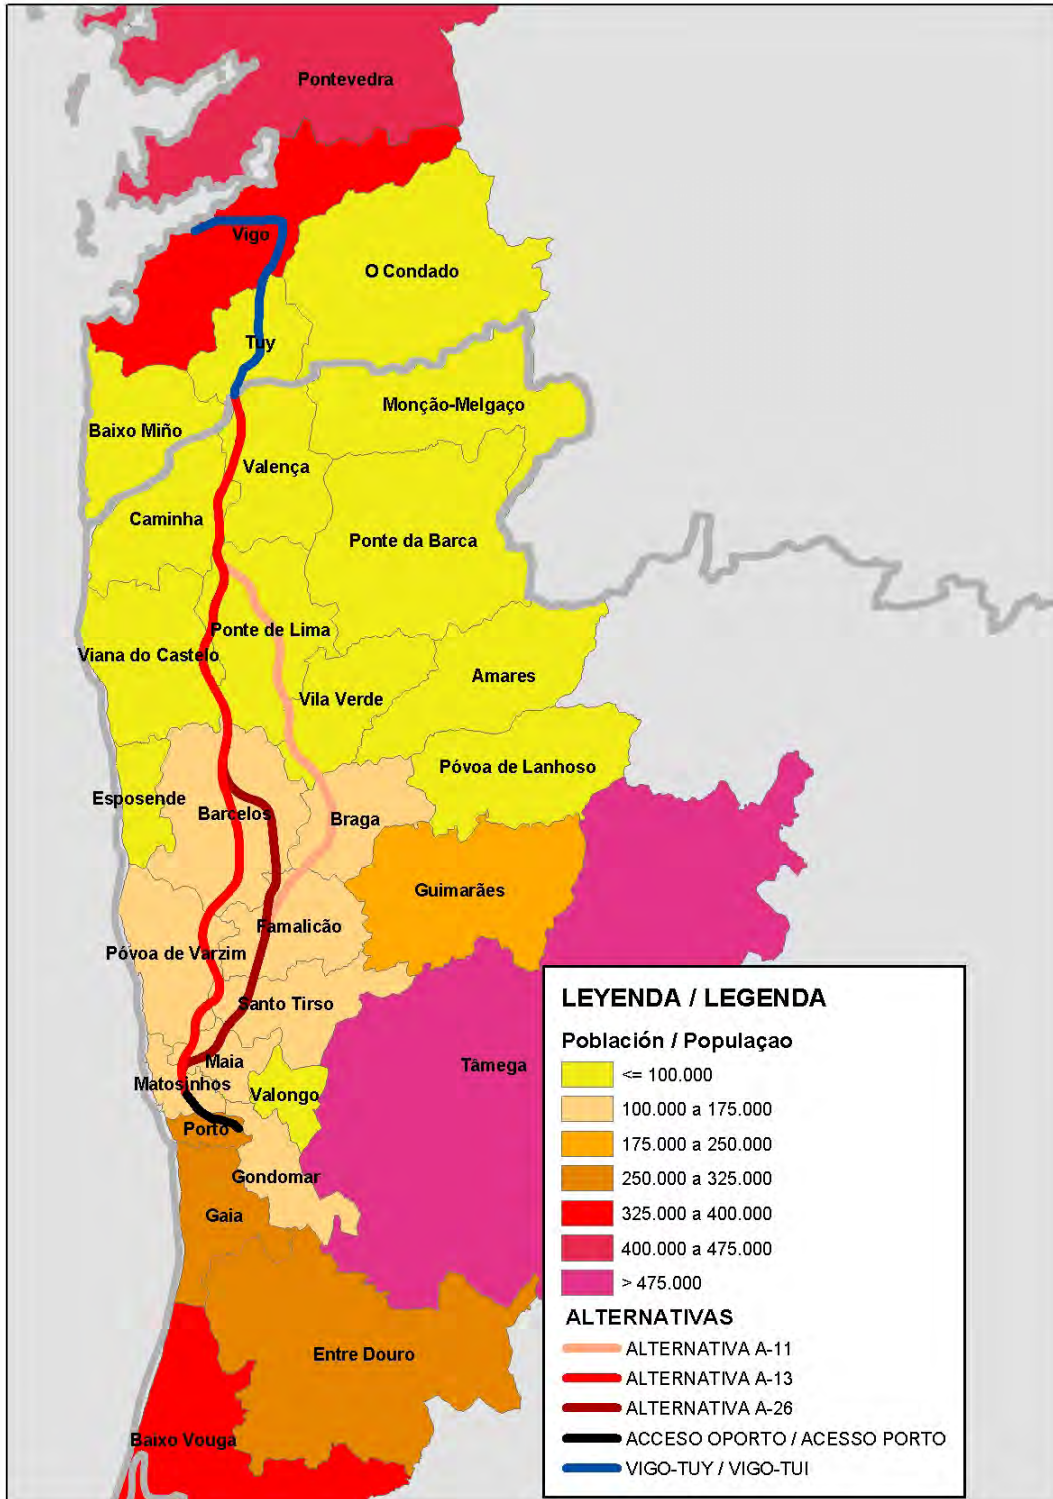 Pontevedra
Vigo
O Condado
Tuy
Monção-Melgaço
Baixo Miño
Valença
Caminha
Ponte da Barca
Ponte de Lima
Viana do Castelo
Amares
Vila Verde
Póvoa de Lanhoso
Esposende
Barcelos
Braga
Guimarães
Famalicão
Póvoa de Varzim
Santo Tirso
Maia
Tâmega
Matosinhos
Valongo
Porto
Gondomar
Gaia
Entre Douro
Baixo Vouga
LEYENDA / LEGENDA
Población / Populaçao
<= 100.000
100.000 a 175.000
175.000 a 250.000
250.000 a 325.000
325.000 a 400.000
400.000 a 475.000
> 475.000
ALTERNATIVAS
ALTERNATIVA A-11
ALTERNATIVA A-13
ALTERNATIVA A-26
ACCESO OPORTO / ACESSO PORTO
VIGO-TUY / VIGO-TUI